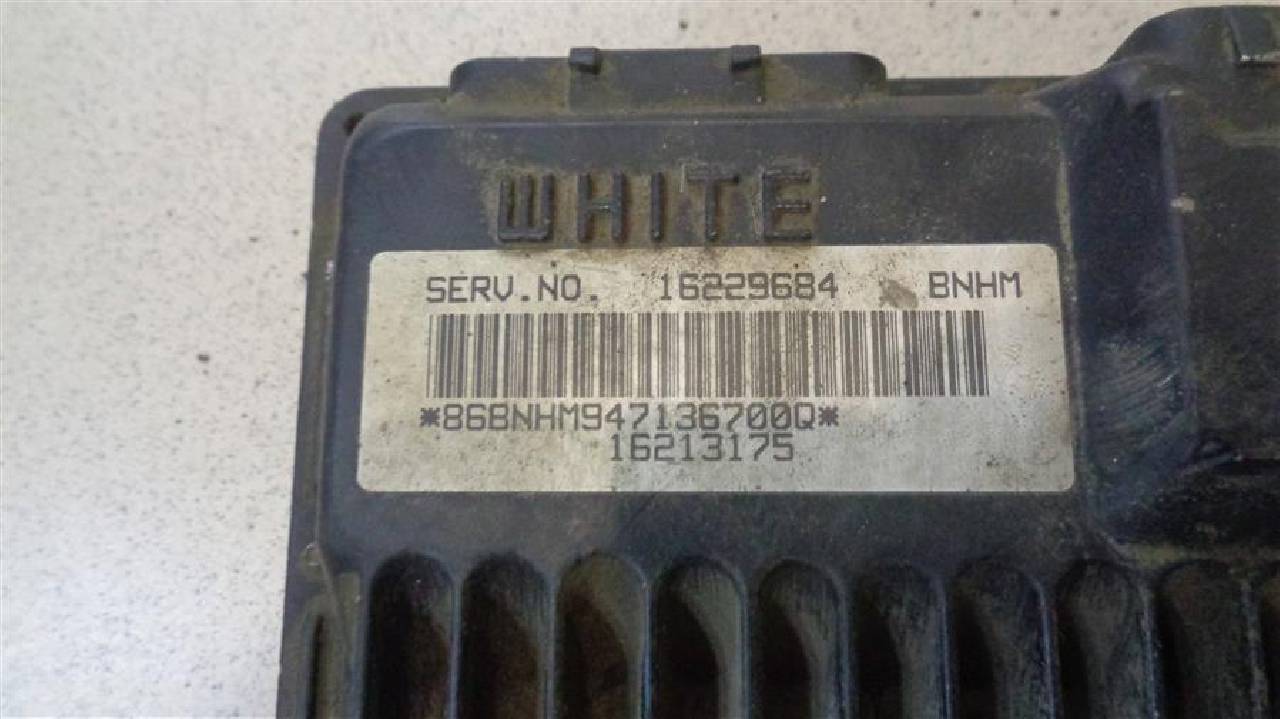 WHITE
SERV.NO. 16229684 BNHM
*86BNHM947136700Q*
16213175